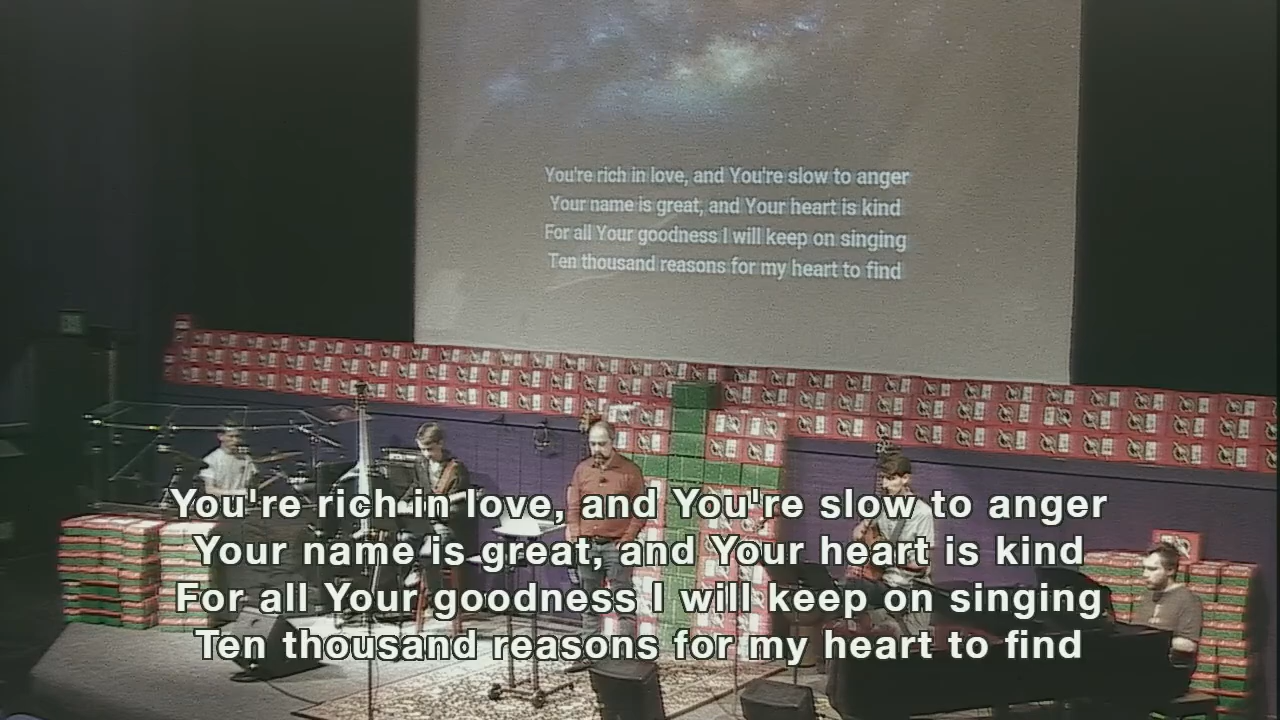 You're rich in love, and You're slow to anger
Your name is great, and Your heart is kind
For all Your goodness I will keep on singing
Ten thousand reasons for my heart to find
You're rich in love, and You're slow to anger
Your name is great, and Your heart is kind
For all Your goodness I will keep on singing
Ten thousand reasons for my heart to find